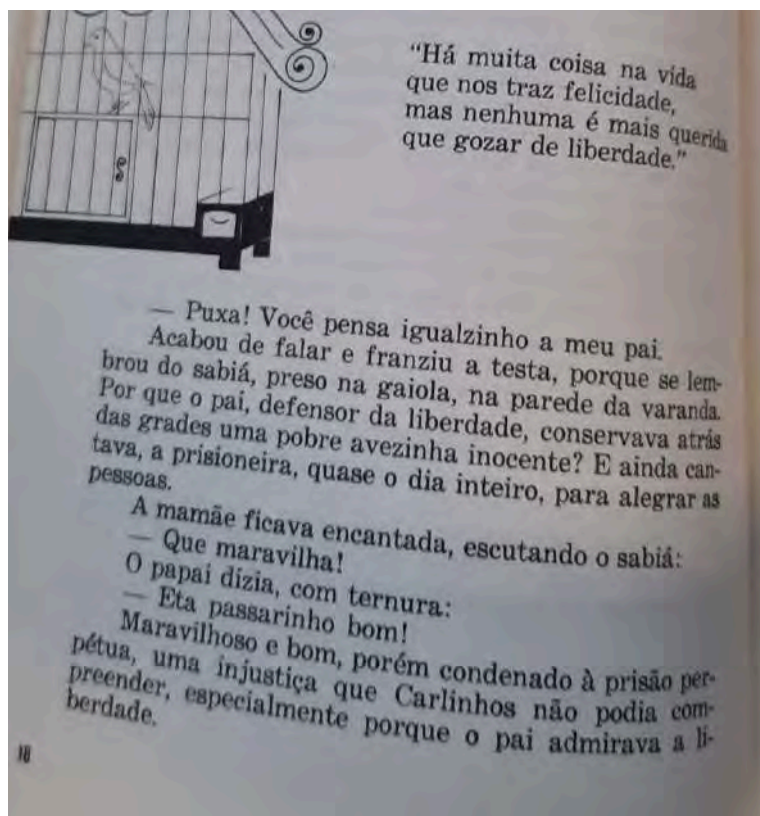 “Há muita coisa na vida
que nos traz felicidade,
mas nenhuma é mais querida
que gozar de liberdade.”
— Puxa! Você pensa igualzinho a meu pai.
Acabou de falar e franziu a testa, porque se lem-
brou do sabiá, preso na gaiola, na parede da varanda.
Por que o pai, defensor da liberdade, conservava atrás
das grades uma pobre avezinha inocente? E ainda can-
tava, a prisioneira, quase o dia inteiro, para alegrar as
pessoas.
A mamãe ficava encantada, escutando o sabiá:
— Que maravilha!
O papai dizia, com ternura:
— Eta passarinho bom!
Maravilhoso e bom, porém condenado à prisão per-
pétua, uma injustiça que Carlinhos não podia com-
preender, especialmente porque o pai admirava a li-
berdade.